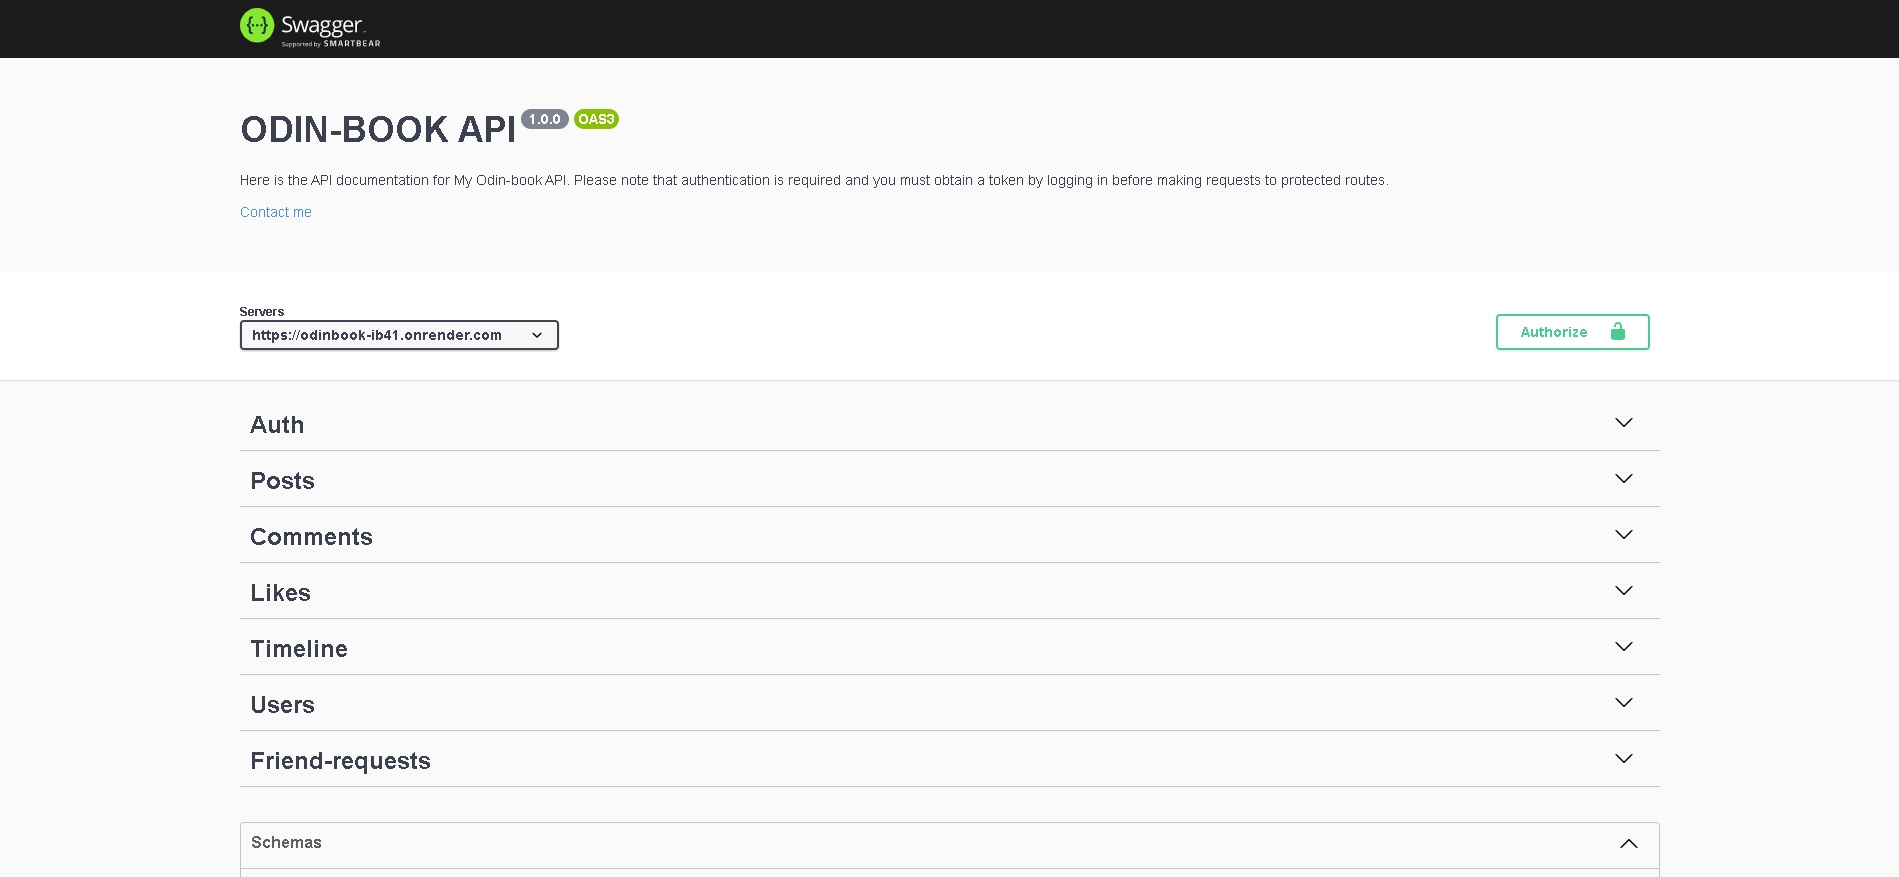 {...} Swagger
Supported by SMARTBEAR
ODIN-BOOK API 1.0.0 OAS3
Here is the API documentation for My Odin-book API. Please note that authentication is required and you must obtain a token by logging in before making requests to protected routes.
Contact me
Servers
https://odinbook-ib41.onrender.com
Authorize
Auth
Posts
Comments
Likes
Timeline
Users
Friend-requests
Schemas